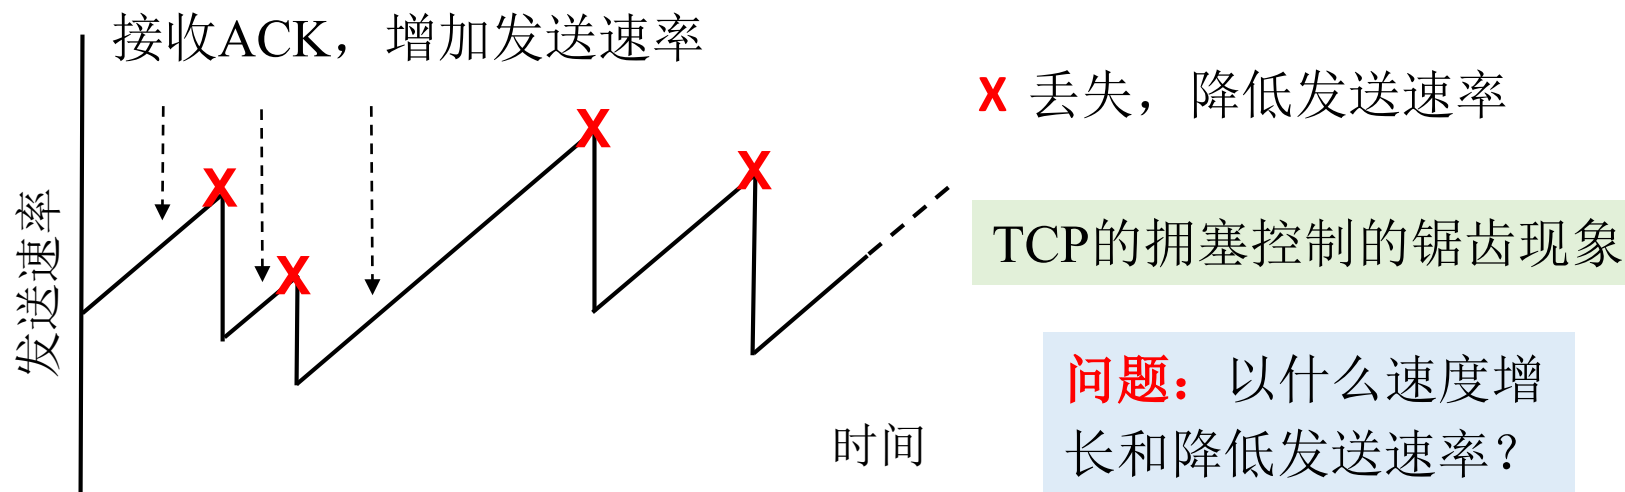 接收ACK，增加发送速率
X 丢失，降低发送速率
X
X
X
X
发送速率
TCP的拥塞控制的锯齿现象
问题：以什么速度增
长和降低发送速率？
时间